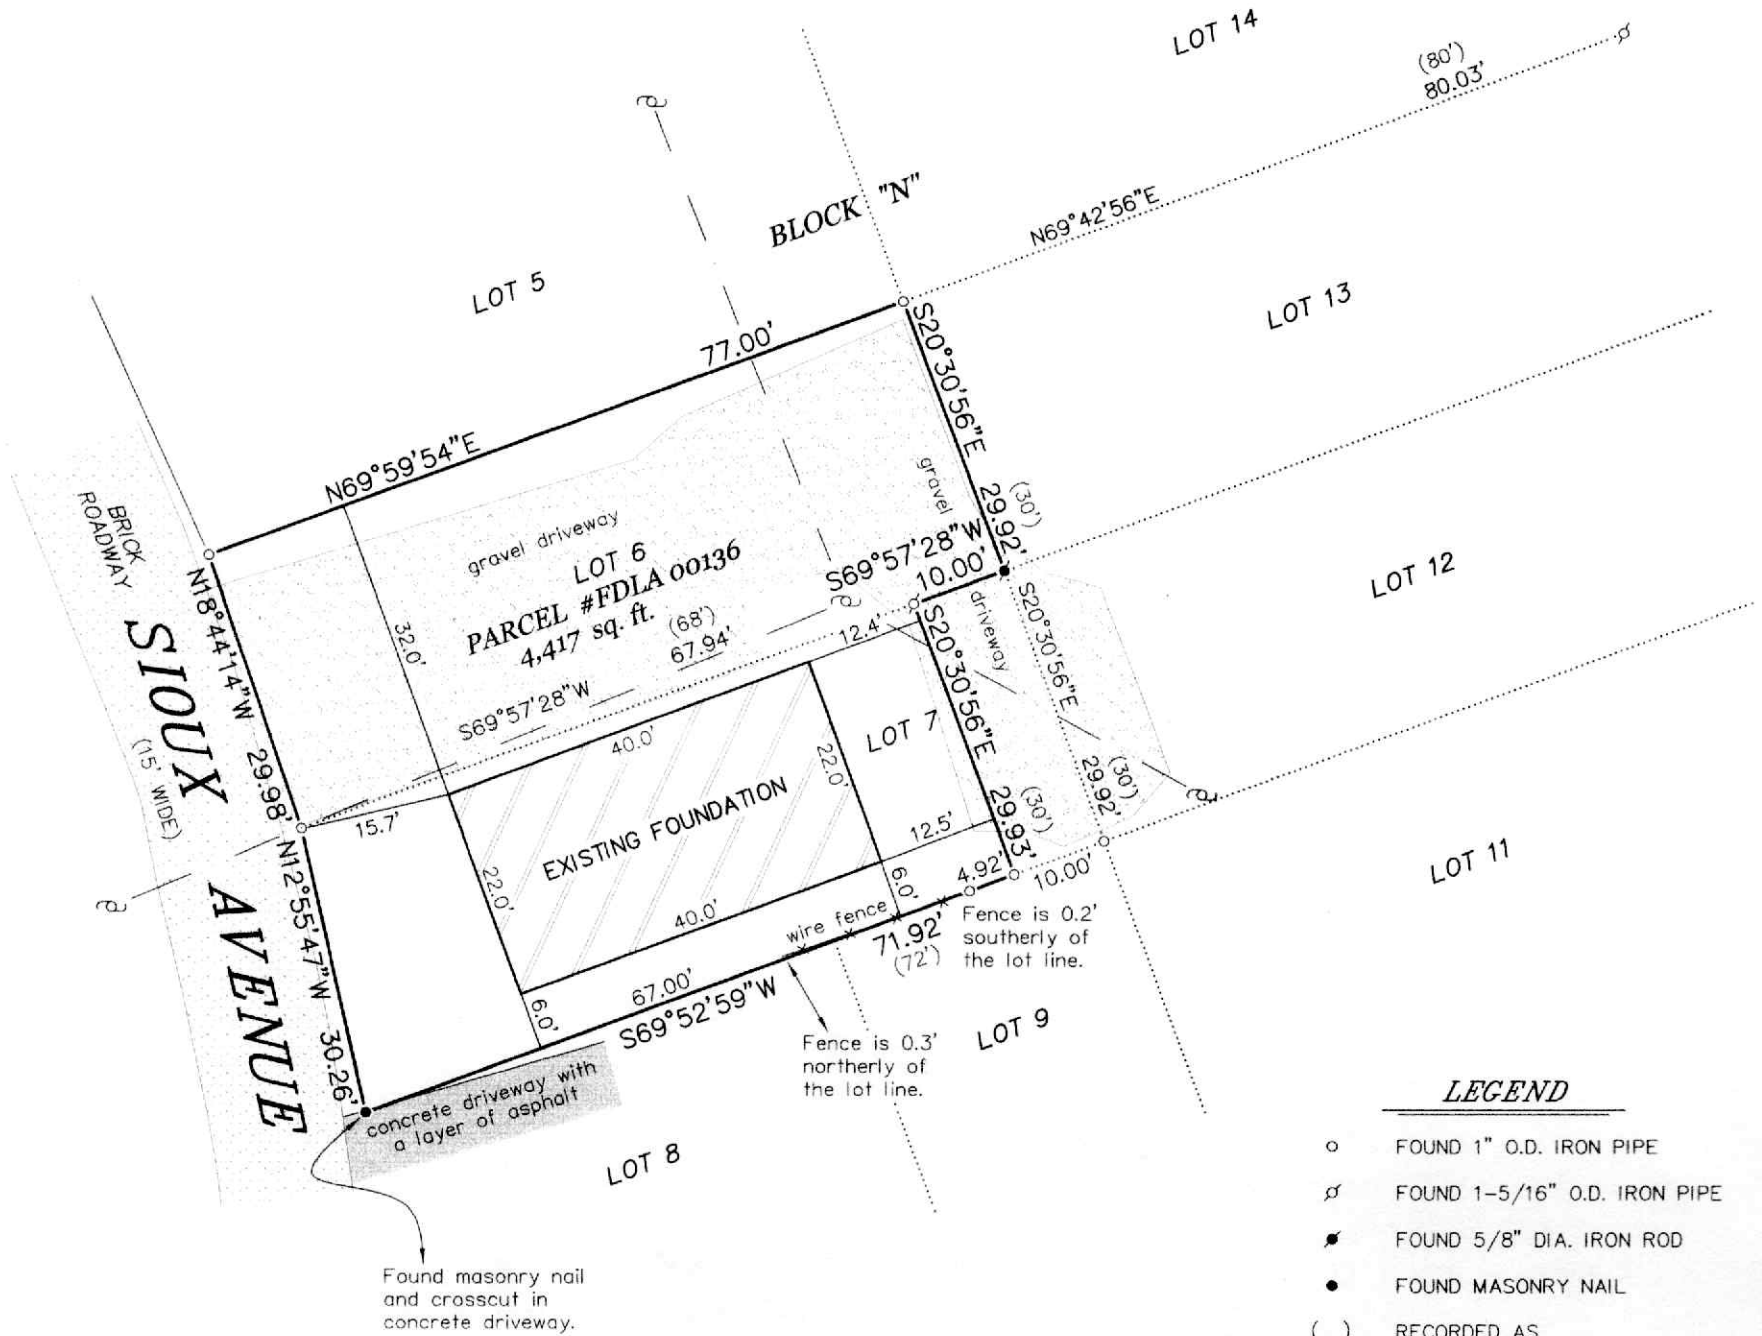 LOT 14
(80')
80.03'
N69°42'56"E
BLOCK "N"
LOT 5
LOT 13
77.00'
N69°59'54"E
S20°30'56"E
29.92'
(30')
BRICK
ROADWAY
gravel driveway
LOT 6
PARCEL #FDLA 00136
4,417 sq. ft.
(68')
67.94'
S69°57'28"W
32.0'
gravel
driveway
S69°57'28"W
10.00'
12.4'
LOT 12
N18°44'14"W
29.98'
SIOUX
AVENUE
(15' WIDE)
15.7'
40.0'
22.0'
LOT 7
S20°30'56"E
29.93'
(30')
S20°30'56"E
29.92'
(30')
EXISTING FOUNDATION
22.0'
40.0'
12.5'
6.0'
4.92'
10.00'
LOT 11
N12°55'47"W
30.26'
wire fence
71.92'
(72')
Fence is 0.2'
southerly of
the lot line.
67.00'
S69°52'59"W
6.0'
Fence is 0.3'
northerly of
the lot line.
LOT 9
concrete driveway with
a layer of asphalt
LOT 8
Found masonry nail
and crosscut in
concrete driveway.
LEGEND
FOUND 1" O.D. IRON PIPE
FOUND 1-5/16" O.D. IRON PIPE
FOUND 5/8" DIA. IRON ROD
FOUND MASONRY NAIL
( ) RECORDED AS